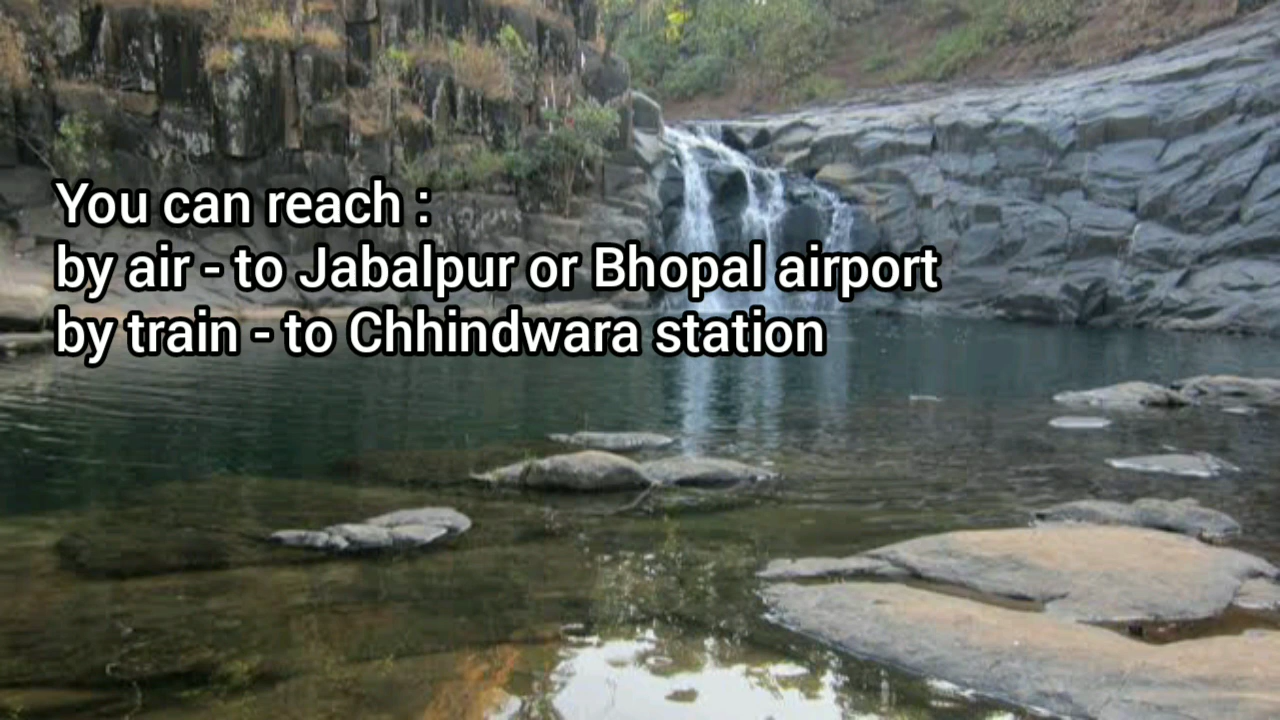 You can reach :
by air - to Jabalpur or Bhopal airport
by train - to Chhindwara station